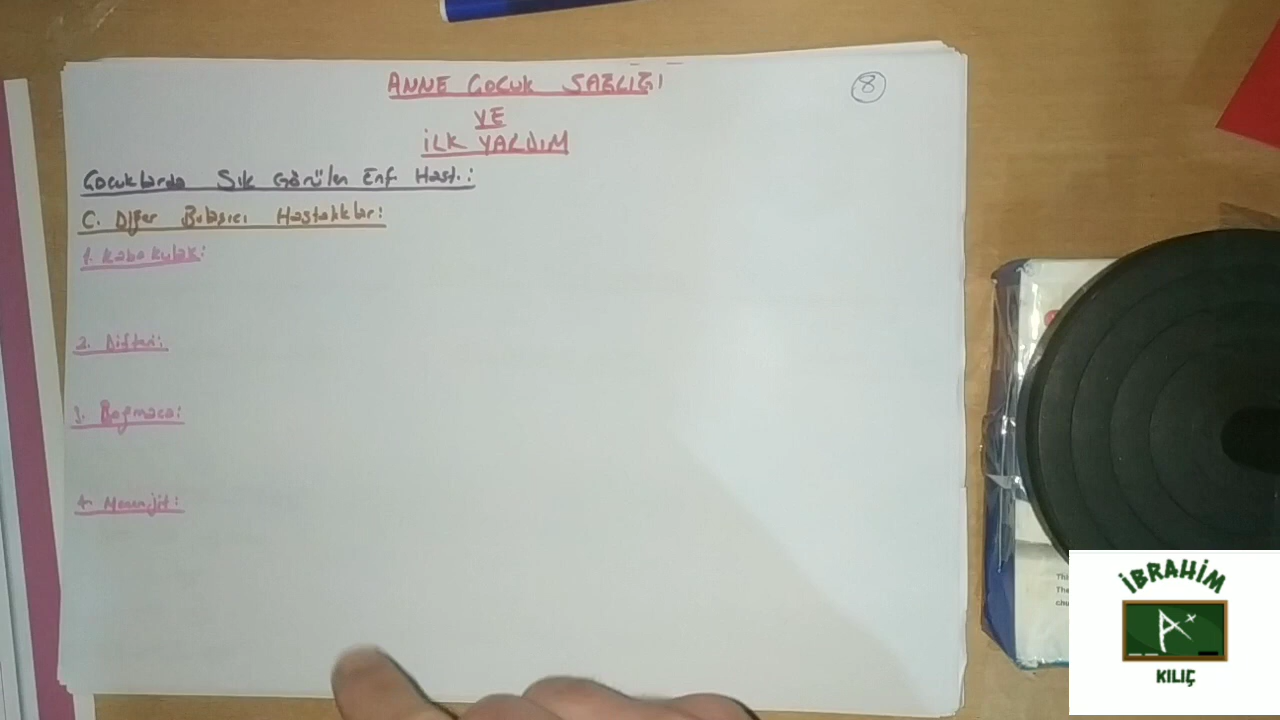 ANNE ÇOCUK SAĞLIĞI
8
VE
İLK YARDIM
Çocuklarda Sık Görülen Enf Hast.:
C. Diğer Bulaşıcı Hastalıklar:
1. Kabakulak:
2. Difteri:
3. Boğmaca:
4. Menenjit:
İBRAHİM
A+
KILIÇ